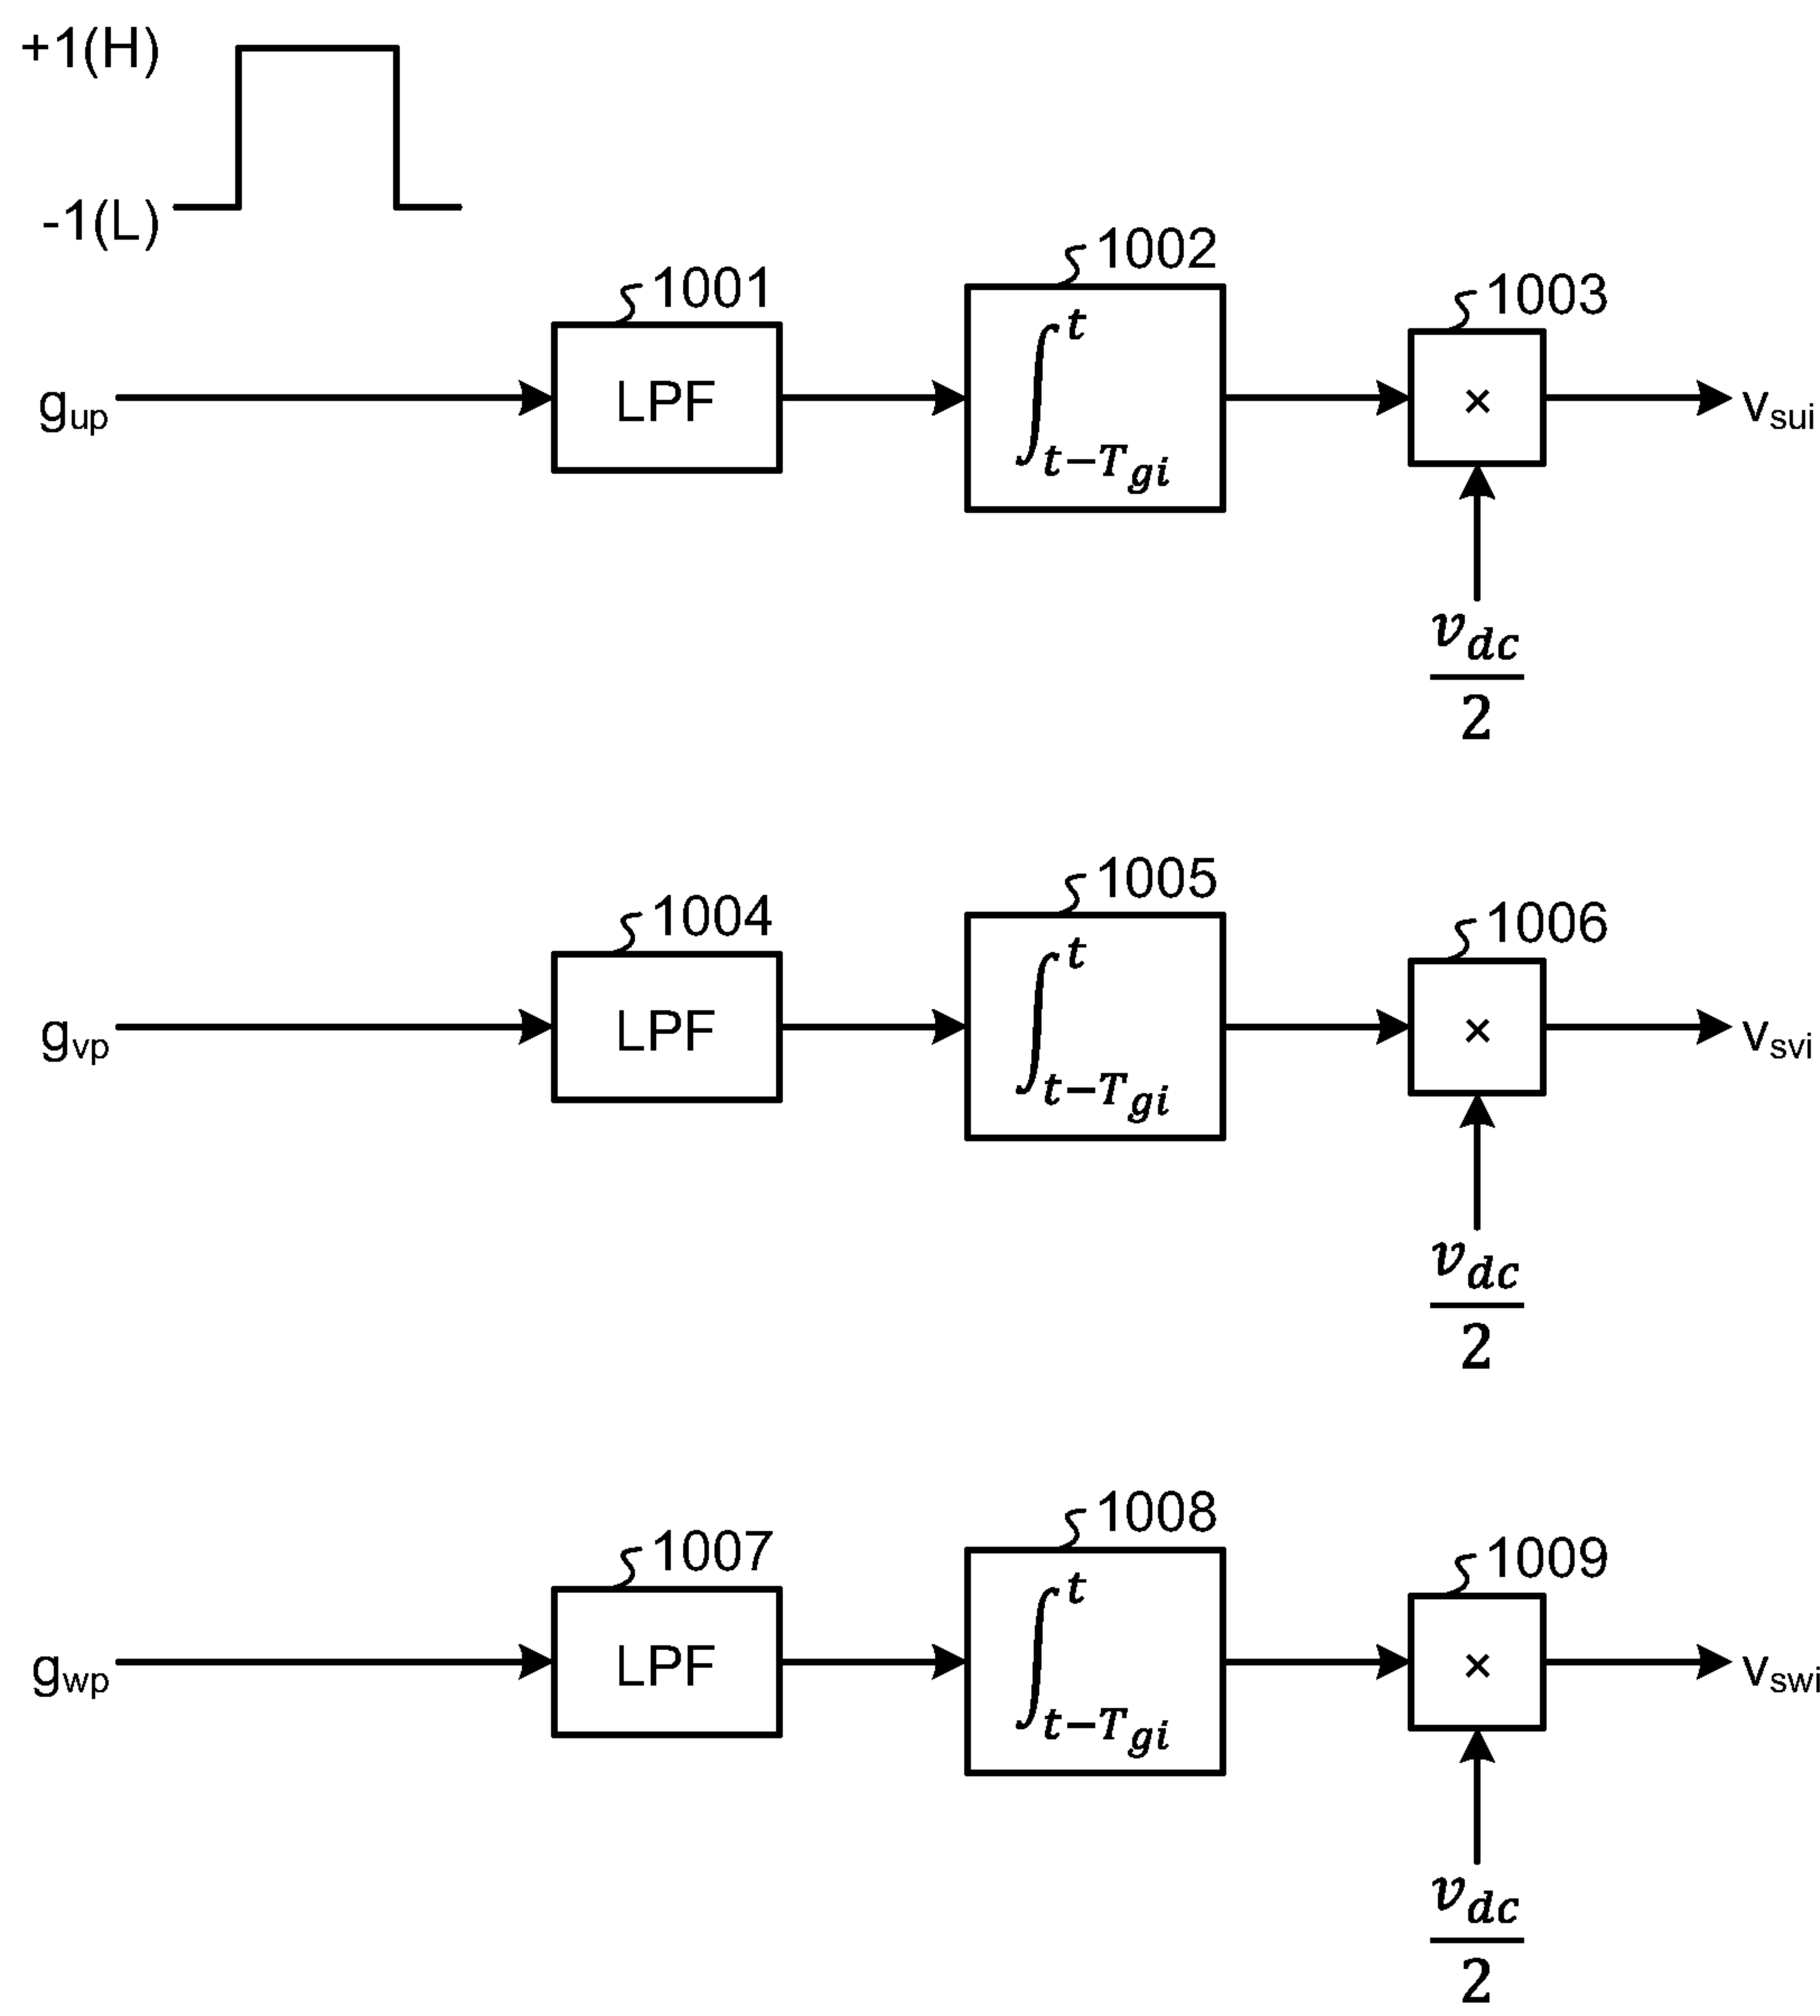 +1(H)
-1(L)
1001
1002
1003
gup
LPF
∫ t t−Tgi
×
vsui
vdc
2
1004
1005
1006
gvp
LPF
∫ t t−Tgi
×
vsvi
vdc
2
1007
1008
1009
gwp
LPF
∫ t t−Tgi
×
vswi
vdc
2